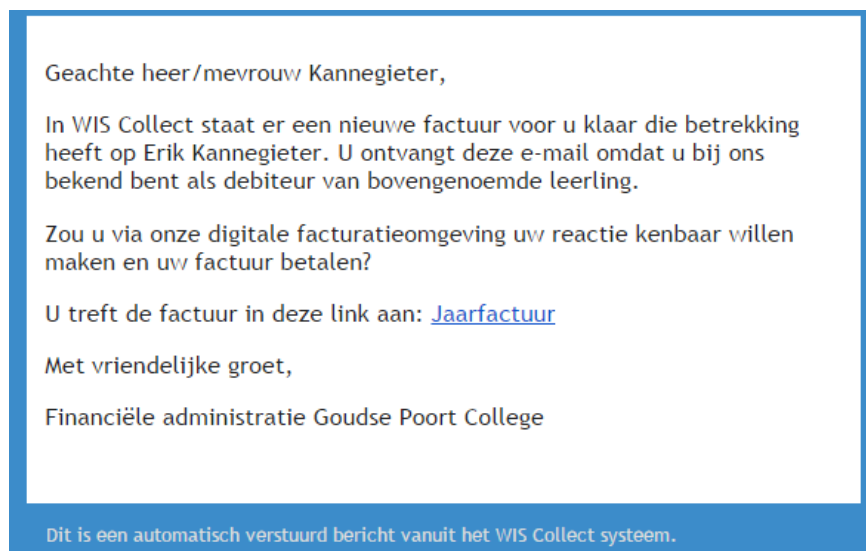 Geachte heer/mevrouw Kannegieter,
In WIS Collect staat er een nieuwe factuur voor u klaar die betrekking
heeft op Erik Kannegieter. U ontvangt deze e-mail omdat u bij ons
bekend bent als debiteur van bovengenoemde leerling.
Zou u via onze digitale facturatieomgeving uw reactie kenbaar willen
maken en uw factuur betalen?
U treft de factuur in deze link aan: Jaarfactuur
Met vriendelijke groet,
Financiële administratie Goudse Poort College
Dit is een automatisch verstuurd bericht vanuit het WIS Collect systeem.